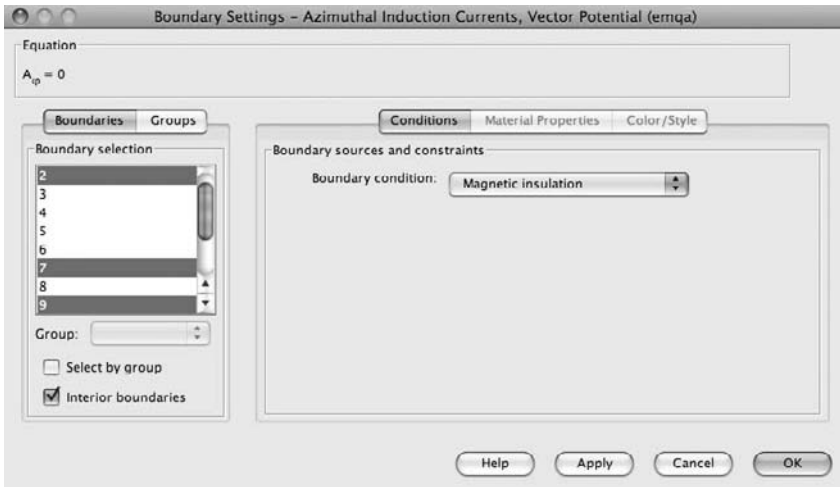 Boundary Settings – Azimuthal Induction Currents, Vector Potential (emqa)
Equation
Aφ = 0
Boundaries Groups
Conditions Material Properties Color/Style
Boundary selection
2
3
4
5
6
7
8
9
Group:
Select by group
Interior boundaries
Boundary sources and constraints
Boundary condition: Magnetic insulation
Help Apply Cancel OK